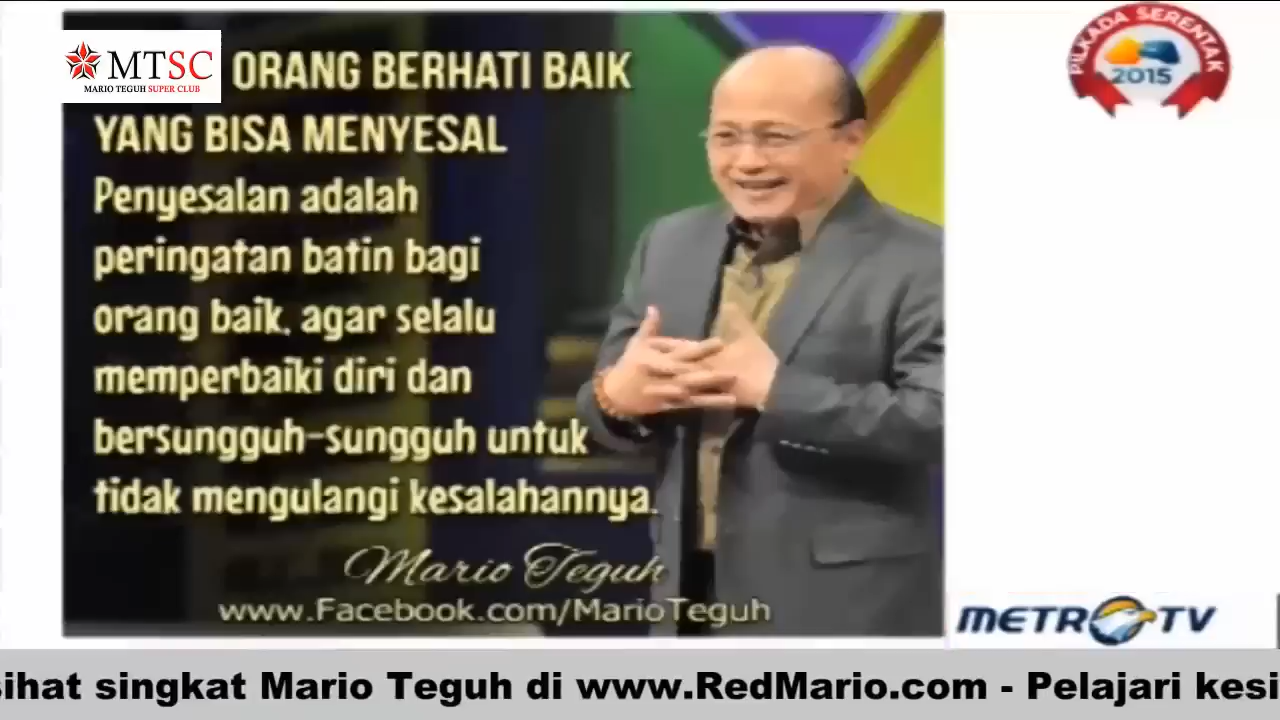 MTSC
MARIO TEGUH SUPER CLUB
ORANG BERHATI BAIK
YANG BISA MENYESAL
Penyesalan adalah
peringatan batin bagi
orang baik, agar selalu
memperbaiki diri dan
bersungguh-sungguh untuk
tidak mengulangi kesalahannya.
Mario Teguh
www.Facebook.com/MarioTeguh
PILKADA SERENTAK
2015
METRO TV
sihat singkat Mario Teguh di www.RedMario.com - Pelajari kesi